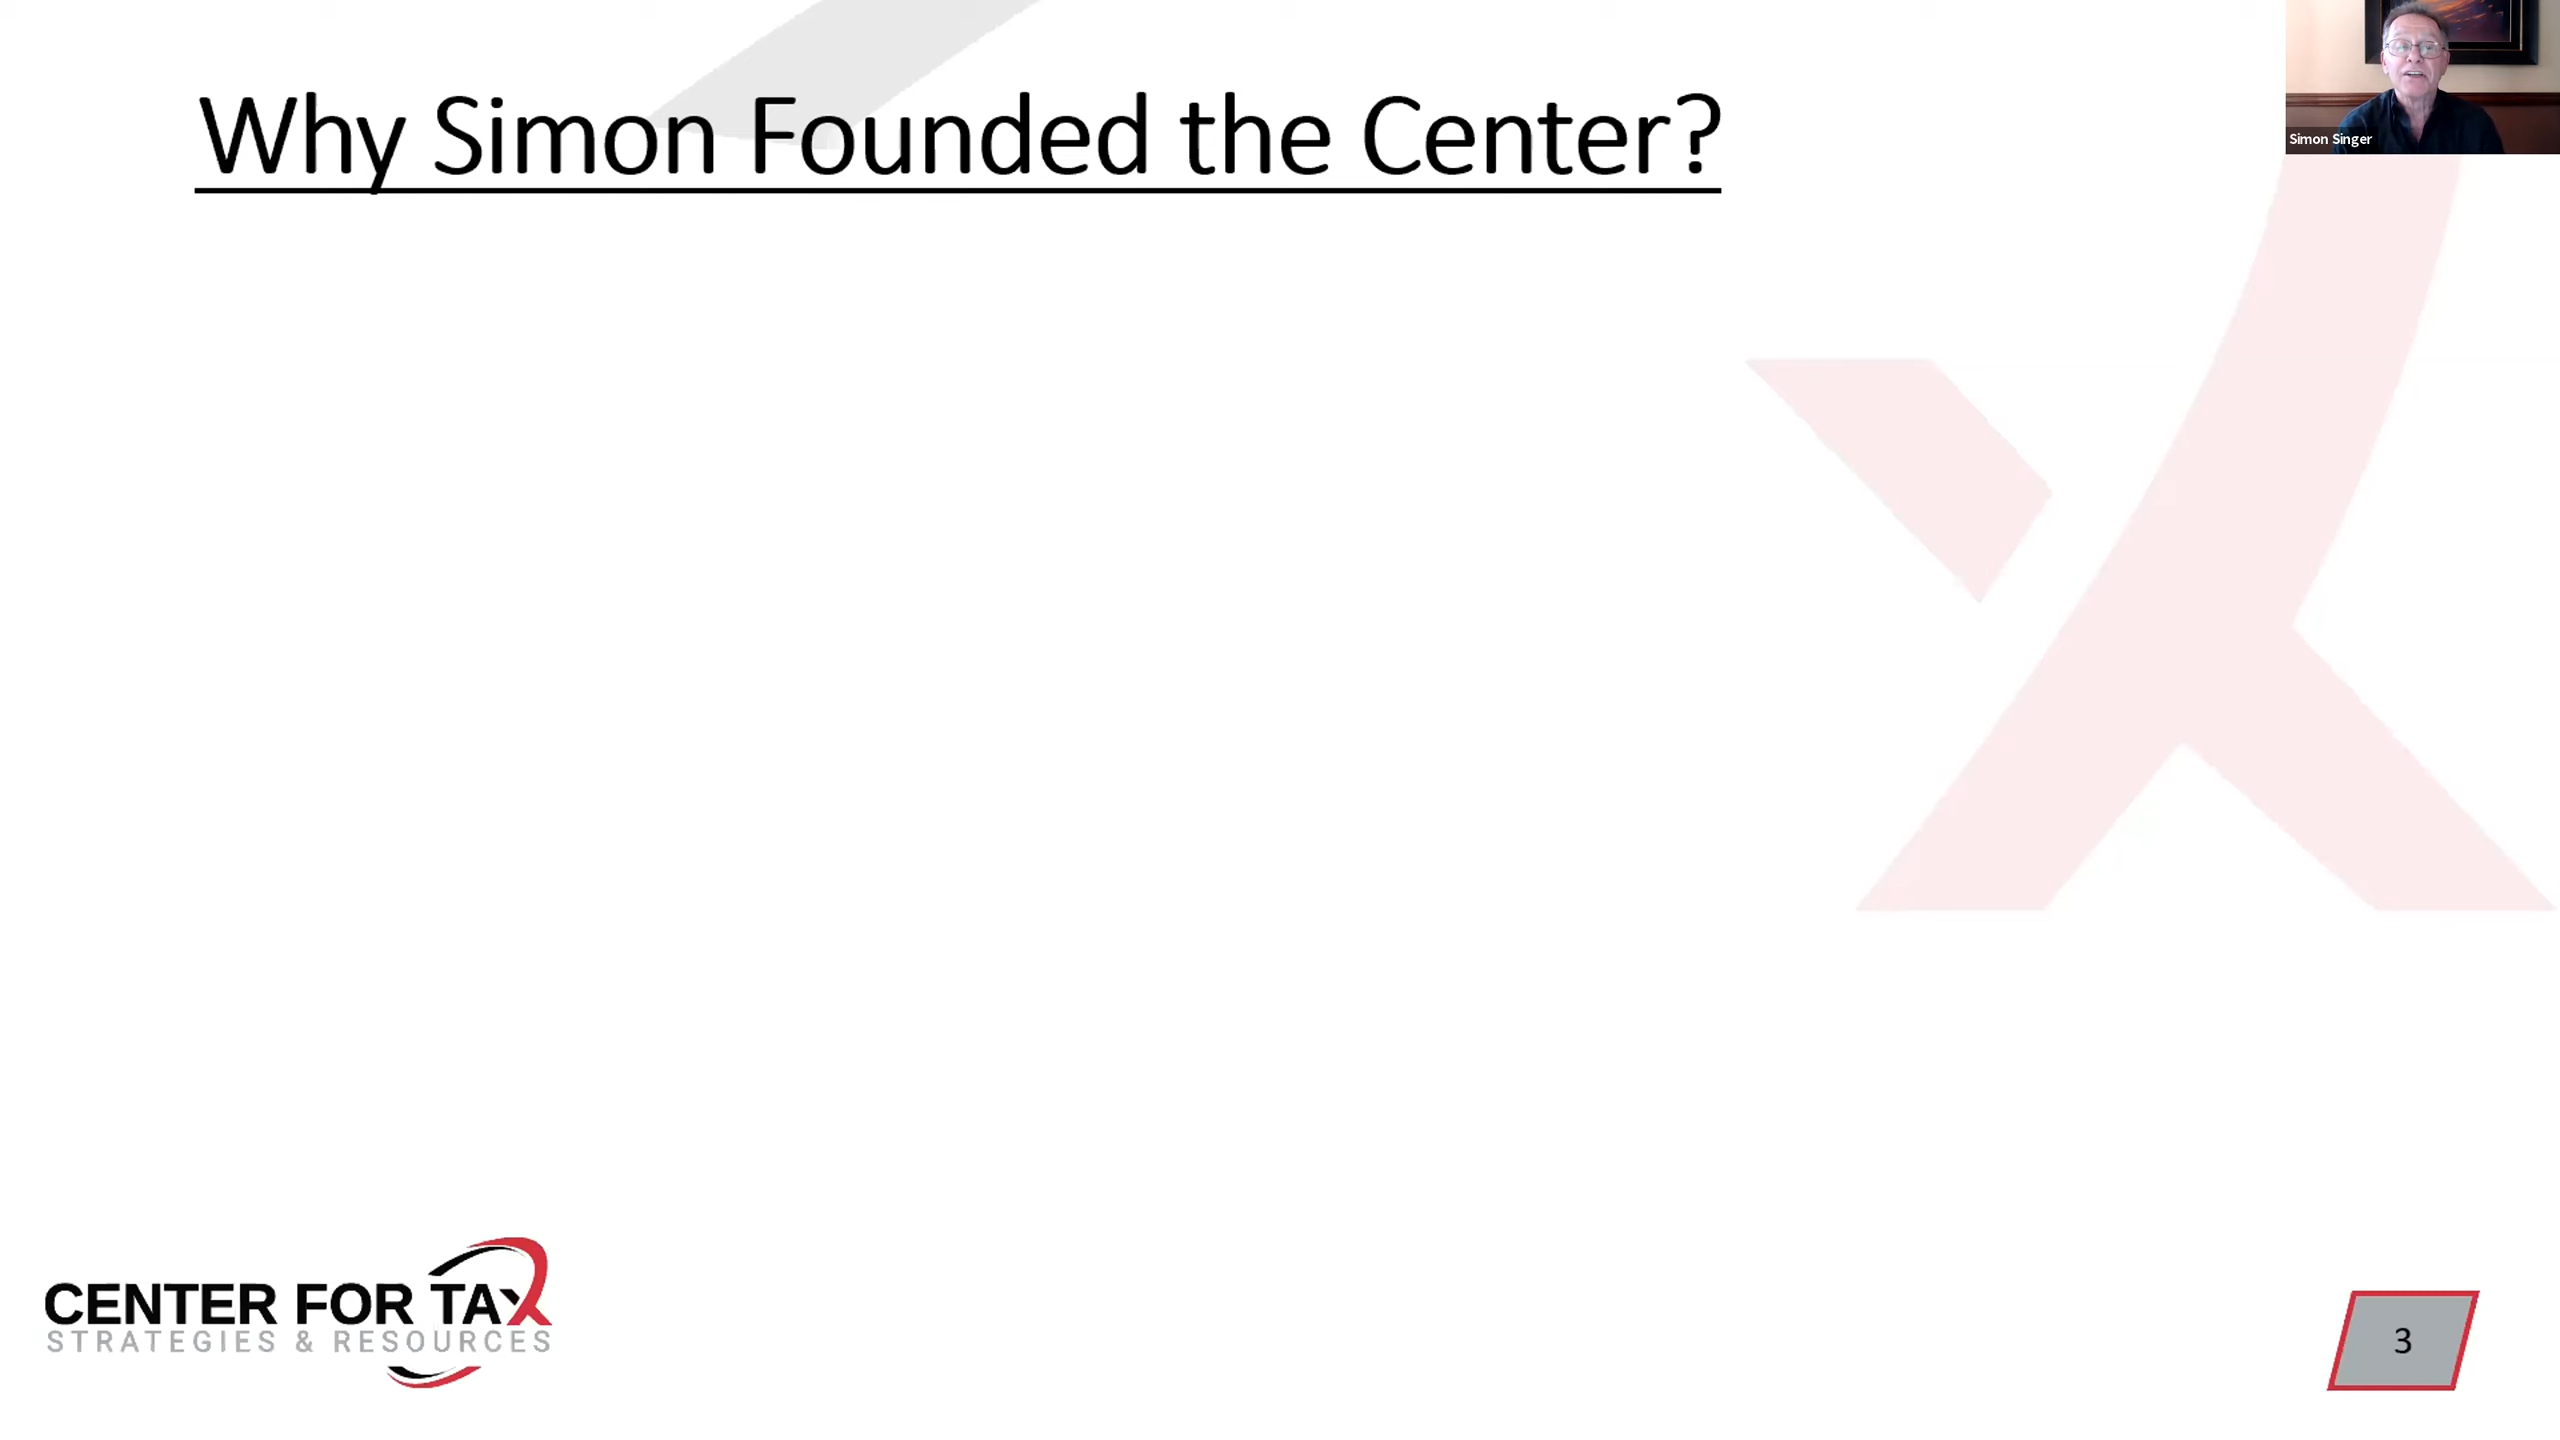 Why Simon Founded the Center?
Simon Singer
CENTER FOR TAX
STRATEGIES & RESOURCES
3